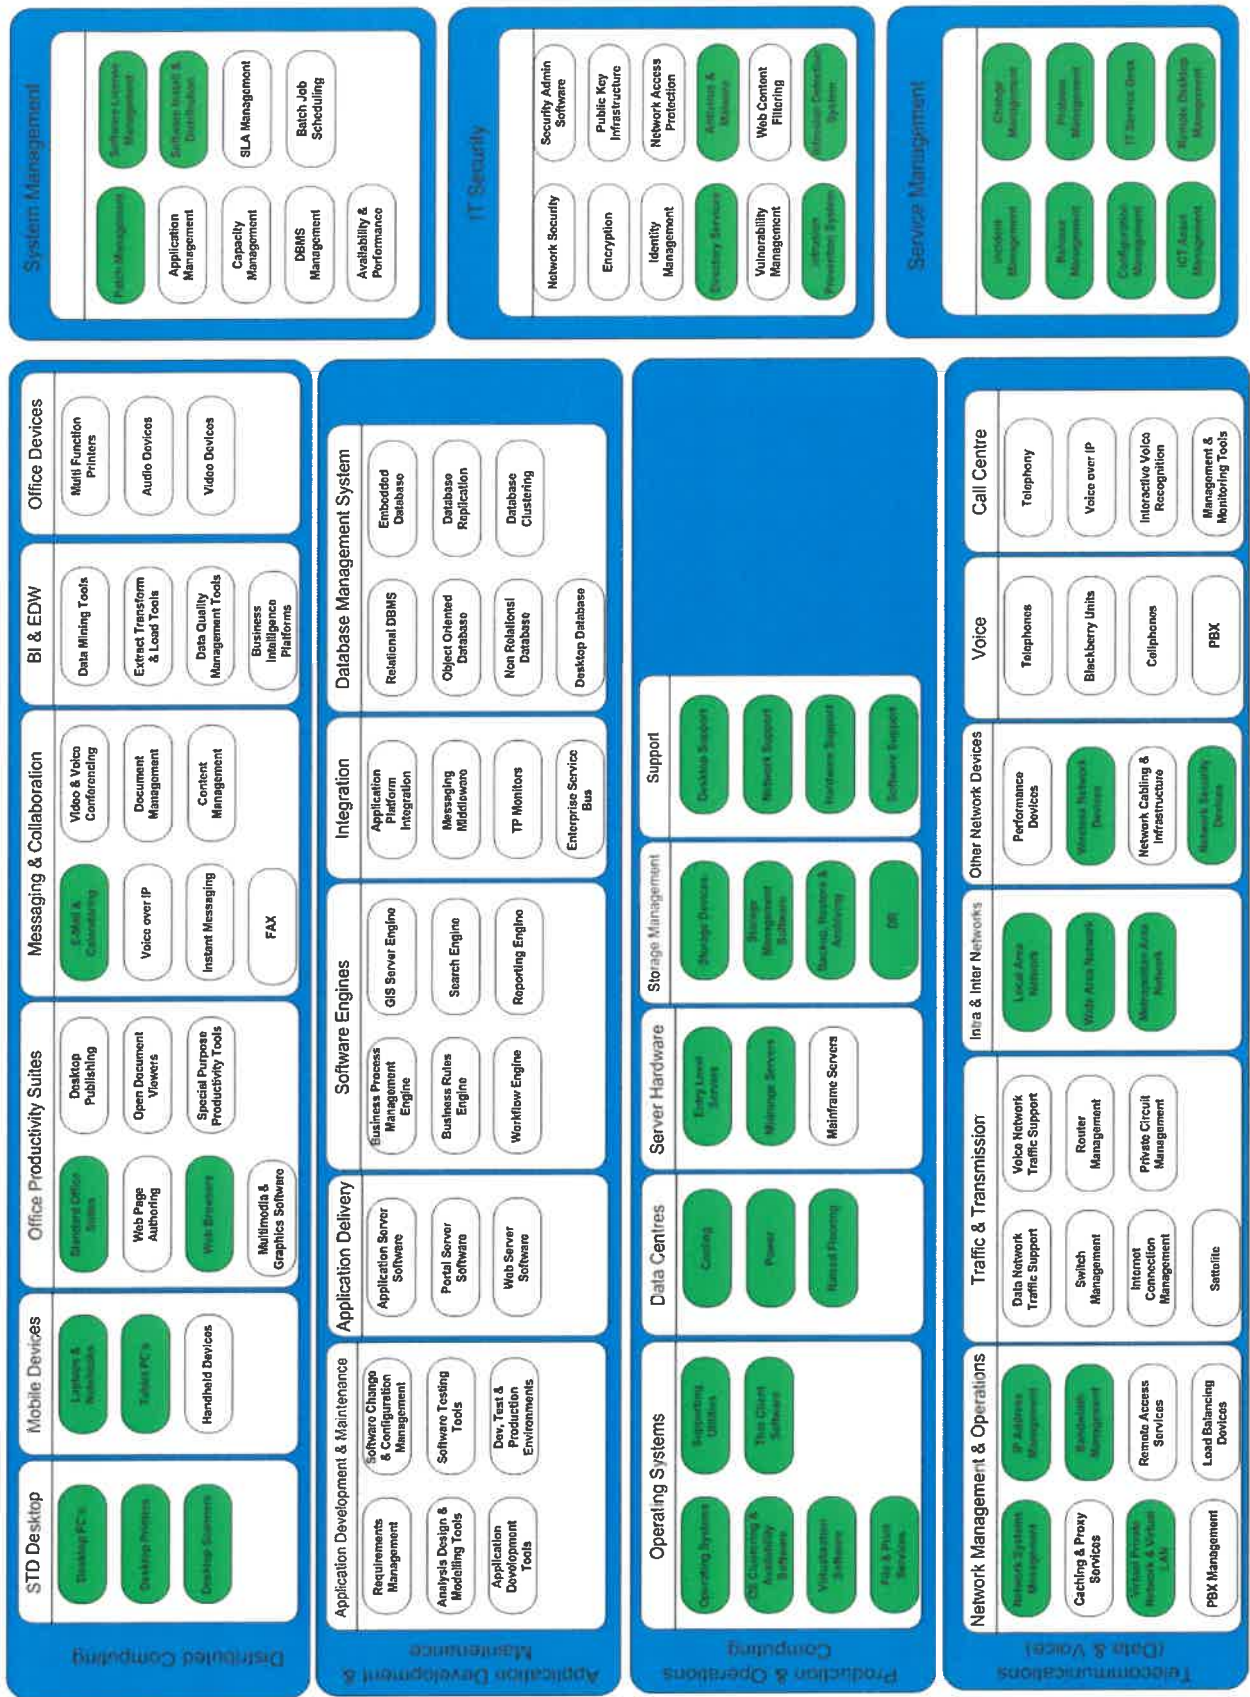 Distributed Computing
STD Desktop
Desktop PC's
Desktop Printers
Desktop Scanners
Mobile Devices
Laptops &
Notebooks
Tablet PC's
Handheld Devices
Office Productivity Suites
Standard Office
Suites
Desktop
Publishing
Web Page
Authoring
Open Document
Viewers
Web Browsers
Special Purpose
Productivity Tools
Multimedia &
Graphics Software
Messaging & Collaboration
E-Mail &
Calendaring
Video & Voice
Conferencing
Voice over IP
Document
Management
Instant Messaging
Content
Management
FAX
BI & EDW
Data Mining Tools
Extract Transform
& Load Tools
Data Quality
Management Tools
Business
Intelligence
Platforms
Office Devices
Multi Function
Printers
Audio Devices
Video Devices
System Management
Patch Management
Software License
Management
Application
Management
Software Install &
Distribution
Capacity
Management
SLA Management
DBMS
Management
Batch Job
Scheduling
Availability &
Performance
Application Development &
Maintenance
Application Development & Maintenance
Requirements
Management
Software Change
& Configuration
Management
Analysis Design &
Modelling Tools
Software Testing
Tools
Application
Development
Tools
Dev, Test &
Production
Environments
Application Delivery
Application Server
Software
Portal Server
Software
Web Server
Software
Software Engines
Business Process
Management
Engine
GIS Server Engine
Business Rules
Engine
Search Engine
Workflow Engine
Reporting Engine
Integration
Application
Platform
Integration
Messaging
Middleware
TP Monitors
Enterprise Service
Bus
Database Management System
Relational DBMS
Embedded
Database
Object Oriented
Database
Database
Replication
Non Relational
Database
Database
Clustering
Desktop Database
IT Security
Network Security
Security Admin
Software
Encryption
Public Key
Infrastructure
Identity
Management
Network Access
Protection
Directory Services
Antivirus &
Malware
Vulnerability
Management
Web Content
Filtering
Intrusion
Prevention System
Intrusion Detection
System
Production & Operations
Computing
Operating Systems
Operating Systems
Supporting
Utilities
OS Clustering &
Availability
Software
Thin Client
Software
Virtualisation
Software
File & Print
Services
Data Centres
Cooling
Power
Raised Flooring
Server Hardware
Entry Level
Servers
Midrange Servers
Mainframe Servers
Storage Management
Storage Devices
Storage
Management
Software
Backup, Restore &
Archiving
DR
Support
Desktop Support
Network Support
Hardware Support
Software Support
Service Management
Incident
Management
Change
Management
Release
Management
Problem
Management
Configuration
Management
IT Service Desk
ICT Asset
Management
Remote Desktop
Management
Telecommunications
(Data & Voice)
Network Management & Operations
Network Systems
Management
IP Address
Management
Caching & Proxy
Services
Bandwidth
Management
Virtual Private
Network & Virtual
LAN
Remote Access
Services
PBX Management
Load Balancing
Devices
Traffic & Transmission
Data Network
Traffic Support
Voice Network
Traffic Support
Switch
Management
Router
Management
Internet
Connection
Management
Private Circuit
Management
Satellite
Intra & Inter Networks
Local Area
Network
Wide Area Network
Metropolitan Area
Network
Other Network Devices
Performance
Devices
Wireless Network
Devices
Network Cabling &
Infrastructure
Network Security
Devices
Voice
Telephones
Blackberry Units
Cellphones
PBX
Call Centre
Telephony
Voice over IP
Interactive Voice
Recognition
Management &
Monitoring Tools